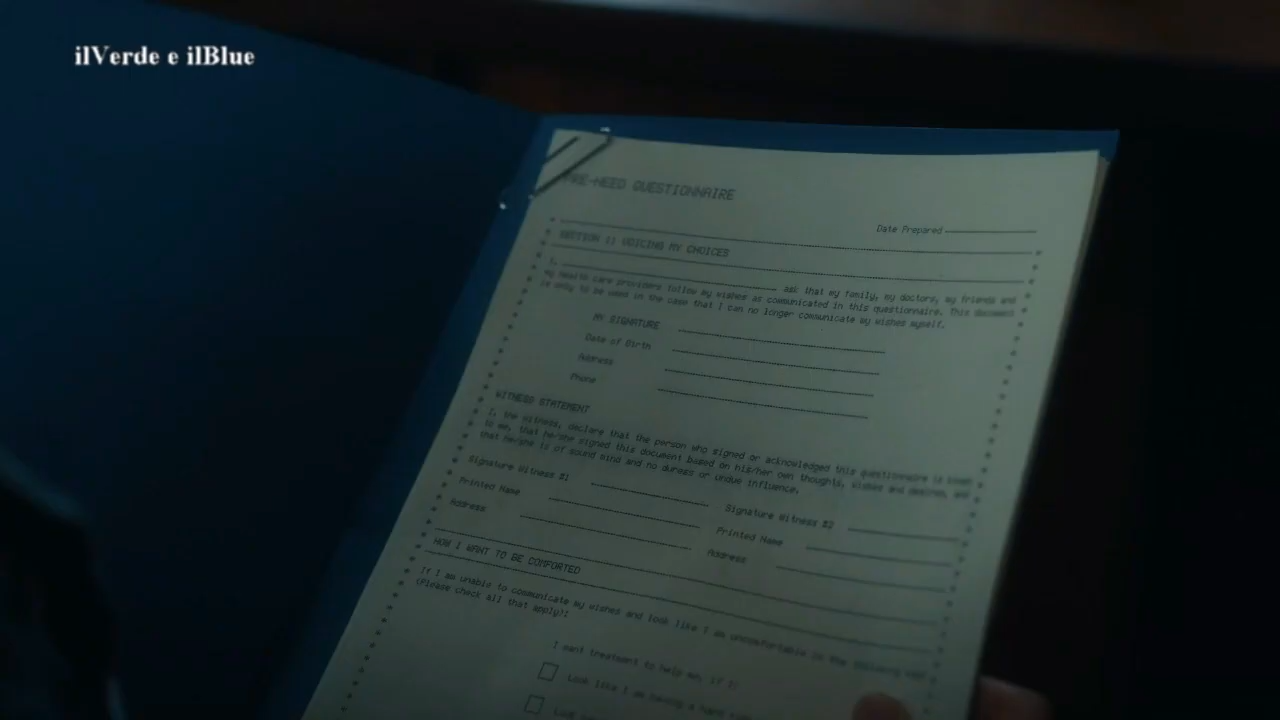 ilVerde e ilBlue
PRE-NEED QUESTIONNAIRE
Date Prepared
SECTION 1: VOICING MY CHOICES
I, ask that my family, my doctors, my friends and
my health care providers follow my wishes as communicated in this questionnaire. This document
is only to be used in the case that I can no longer communicate my wishes myself.
MY SIGNATURE
Date of Birth
Address
Phone
WITNESS STATEMENT
I, the witness, declare that the person who signed or acknowledged this questionnaire is known
to me, that he/she signed this document based on his/her own thoughts, wishes and desires, and
that he/she is of sound mind and no duress or undue influence.
Signature Witness #1
Signature Witness #2
Printed Name
Printed Name
Address
Address
HOW I WANT TO BE COMFORTED
If I am unable to communicate my wishes and look like I am uncomfortable in the following
(Please check all that apply):
I want treatment to help me, if I:
Look like I am having a hard
Look